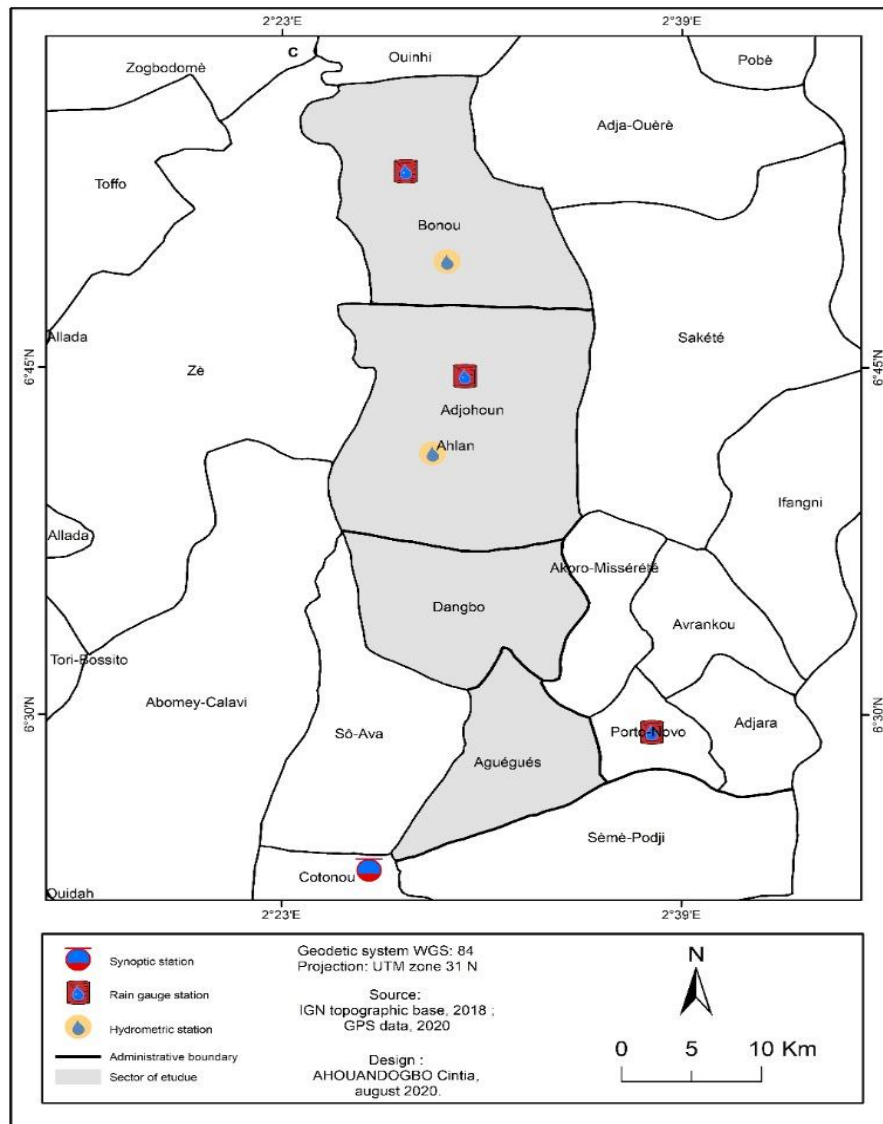 2°23'E
2°39'E
C
Ouinhi
Pobè
Zogbodomè
Adja-Ouèrè
Toffo
Bonou
Allada
Sakété
6°45'N
6°45'N
Zè
Adjohoun
Ahlan
Ifangni
Allada
Akoro-Missérété
Dangbo
Avrankou
Tori-Bossito
Abomey-Calavi
6°30'N
6°30'N
Sô-Ava
Porto-Novo
Adjara
Aguégués
Sèmè-Podji
Cotonou
Ouidah
2°23'E
2°39'E
Synoptic station
Rain gauge station
Hydrometric station
Administrative boundary
Sector of etudue
Geodetic system WGS: 84
Projection: UTM zone 31 N
Source:
IGN topographic base, 2018 ;
GPS data, 2020
Design :
AHOUANDOGBO Cintia,
august 2020.
N
0 5 10 Km